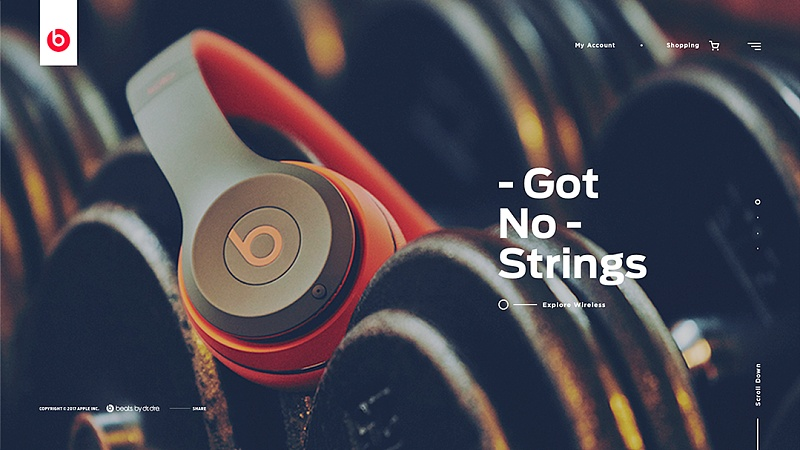 My Account
Shopping
- Got
No -
Strings
Explore Wireless
Scroll Down
COPYRIGHT © 2017 APPLE INC.
beats by dr. dre
SHARE